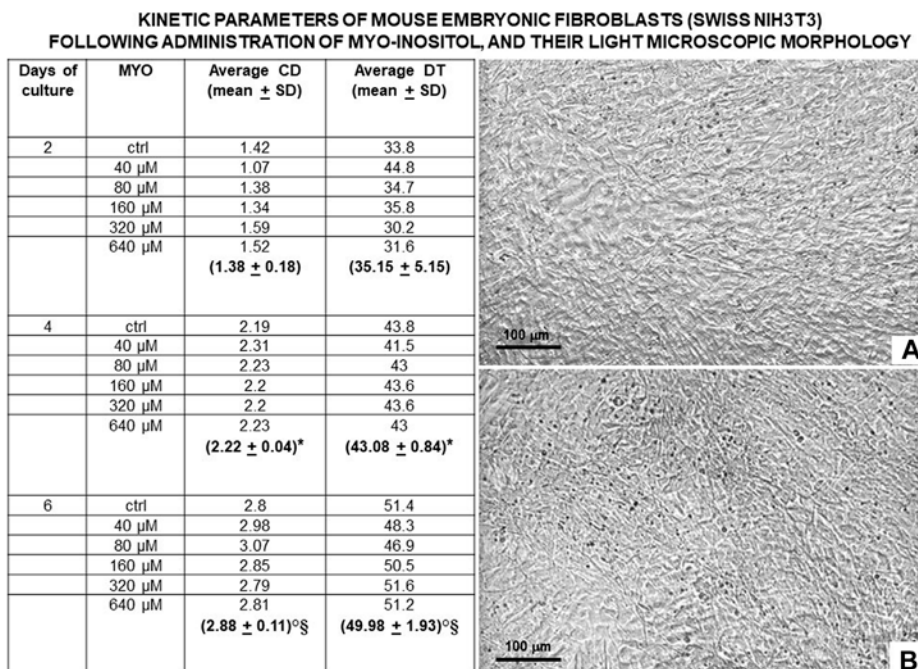 KINETIC PARAMETERS OF MOUSE EMBRYONIC FIBROBLASTS (SWISS NIH3T3)
FOLLOWING ADMINISTRATION OF MYO-INOSITOL, AND THEIR LIGHT MICROSCOPIC MORPHOLOGY
Days of culture MYO Average CD (mean ± SD) Average DT (mean ± SD)
2 ctrl 1.42 33.8
40 µM 1.07 44.8
80 µM 1.38 34.7
160 µM 1.34 35.8
320 µM 1.59 30.2
640 µM 1.52 31.6
(1.38 ± 0.18) (35.15 ± 5.15)
4 ctrl 2.19 43.8
40 µM 2.31 41.5
80 µM 2.23 43
160 µM 2.2 43.6
320 µM 2.2 43.6
640 µM 2.23 43
(2.22 ± 0.04)* (43.08 ± 0.84)*
6 ctrl 2.8 51.4
40 µM 2.98 48.3
80 µM 3.07 46.9
160 µM 2.85 50.5
320 µM 2.79 51.6
640 µM 2.81 51.2
(2.88 ± 0.11)°§ (49.98 ± 1.93)°§
100 µm
A
100 µm
B